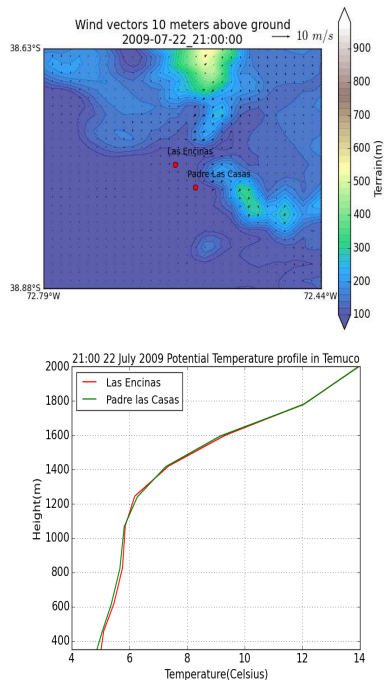 Wind vectors 10 meters above ground
2009-07-22_21:00:00
10 m/s
38.63°S
38.88°S
72.79°W
72.44°W
Las Encinas
Padre Las Casas
900
800
700
600
500
400
300
200
100
Terrain(m)
21:00 22 July 2009 Potential Temperature profile in Temuco
Las Encinas
Padre las Casas
2000
1800
1600
1400
1200
1000
800
600
400
Height(m)
4
6
8
10
12
14
Temperature(Celsius)